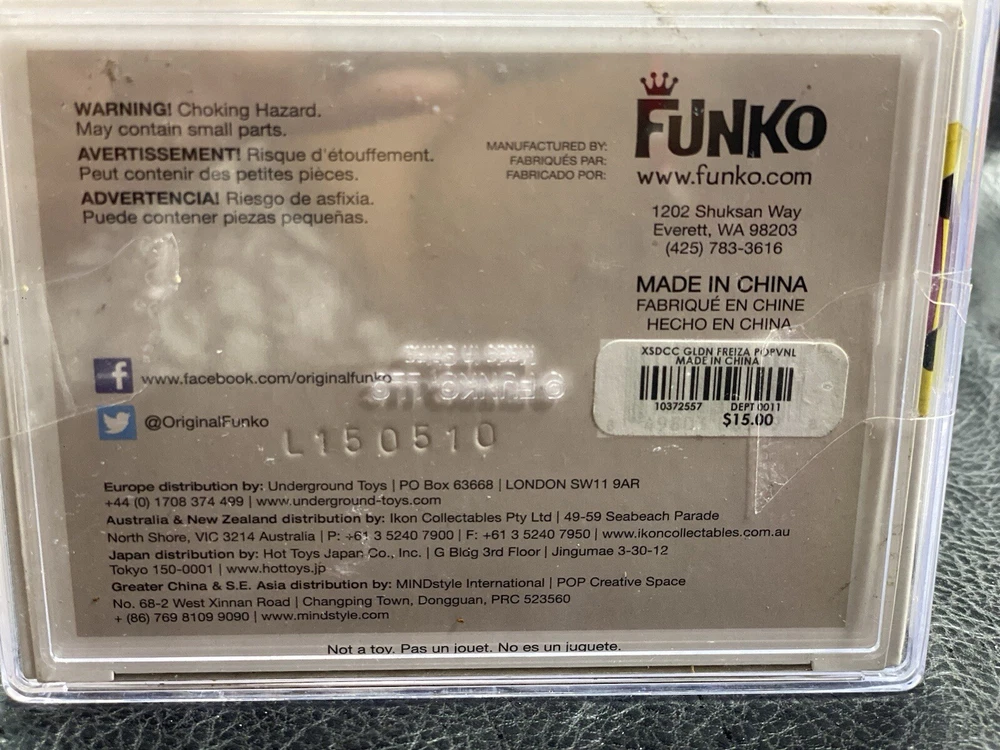 WARNING! Choking Hazard.
May contain small parts.
AVERTISSEMENT! Risque d'étouffement.
Peut contenir des petites pièces.
ADVERTENCIA! Riesgo de asfixia.
Puede contener piezas pequeñas.
MANUFACTURED BY:
FABRIQUÉS PAR:
FABRICADO POR:
FUNKO
www.funko.com
1202 Shuksan Way
Everett, WA 98203
(425) 783-3616
MADE IN CHINA
FABRIQUÉ EN CHINE
HECHO EN CHINA
XSDCC GLDN FREIZA POPVNL
MADE IN CHINA
10372557 DEPT 0011
$15.00
f www.facebook.com/originalfunko
© FUNKO, LLC
@OriginalFunko
L150510
Europe distribution by: Underground Toys | PO Box 63668 | LONDON SW11 9AR
+44 (0) 1708 374 499 | www.underground-toys.com
Australia & New Zealand distribution by: Ikon Collectables Pty Ltd | 49-59 Seabeach Parade
North Shore, VIC 3214 Australia | P: +61 3 5240 7900 | F: +61 3 5240 7950 | www.ikoncollectables.com.au
Japan distribution by: Hot Toys Japan Co., Inc. | G Bldg 3rd Floor | Jingumae 3-30-12
Tokyo 150-0001 | www.hottoys.jp
Greater China & S.E. Asia distribution by: MINDstyle International | POP Creative Space
No. 68-2 West Xinnan Road | Changping Town, Dongguan, PRC 523560
+ (86) 769 8109 9090 | www.mindstyle.com
Not a toy. Pas un jouet. No es un juguete.